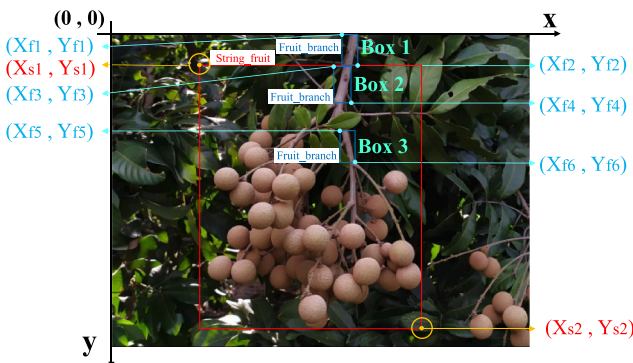 (0 , 0)
x
(Xf1 , Yf1)
Fruit_branch
Box 1
(Xs1 , Ys1)
String_fruit
(Xf2 , Yf2)
(Xf3 , Yf3)
Fruit_branch
Box 2
(Xf4 , Yf4)
(Xf5 , Yf5)
Fruit_branch
Box 3
(Xf6 , Yf6)
(Xs2 , Ys2)
y